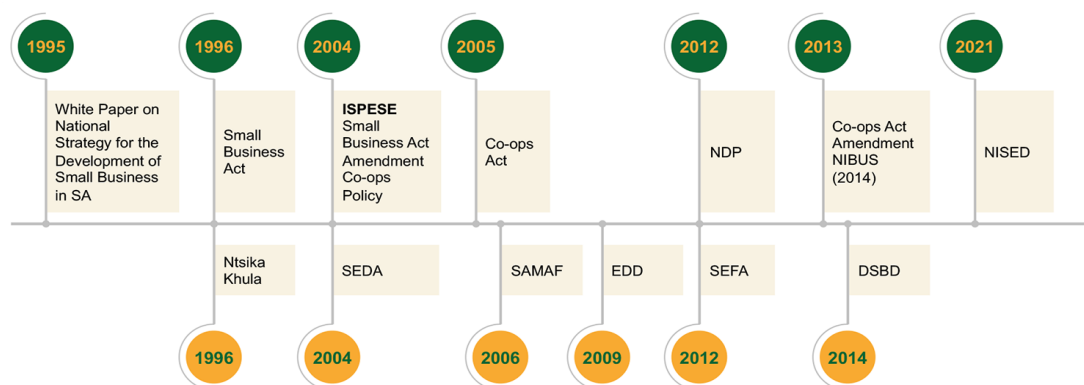 1995
1996
2004
2005
2012
2013
2021
White Paper on
National
Strategy for the
Development of
Small Business
in SA
Small
Business
Act
ISPESE
Small
Business Act
Amendment
Co-ops
Policy
Co-ops
Act
NDP
Co-ops Act
Amendment
NIBUS
(2014)
NISED
Ntsika
Khula
SEDA
SAMAF
EDD
SEFA
DSBD
1996
2004
2006
2009
2012
2014